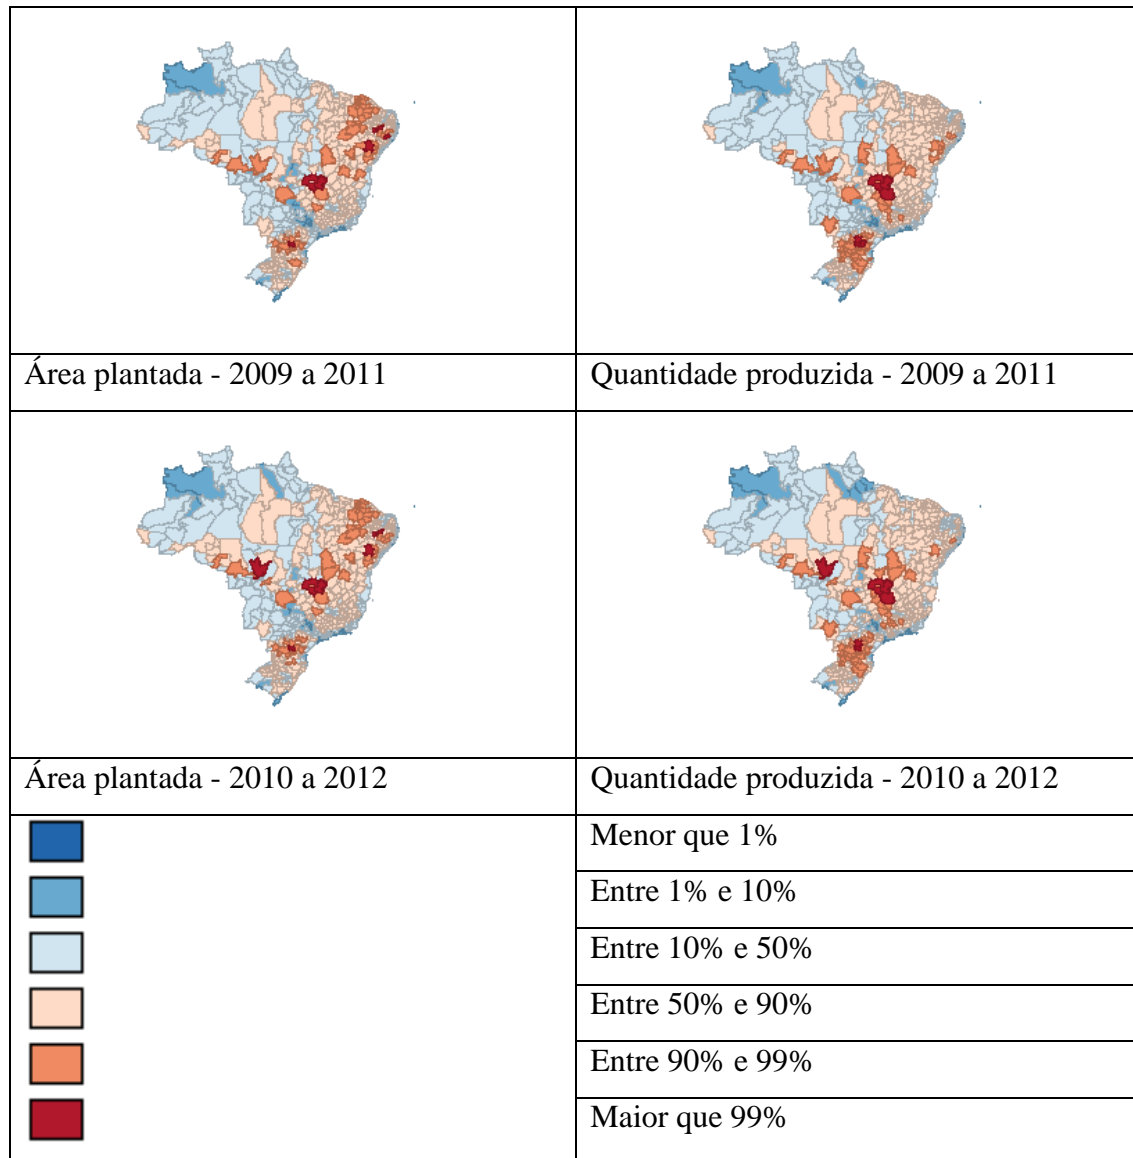 Área plantada - 2009 a 2011
Quantidade produzida - 2009 a 2011
Área plantada - 2010 a 2012
Quantidade produzida - 2010 a 2012
Menor que 1%
Entre 1% e 10%
Entre 10% e 50%
Entre 50% e 90%
Entre 90% e 99%
Maior que 99%